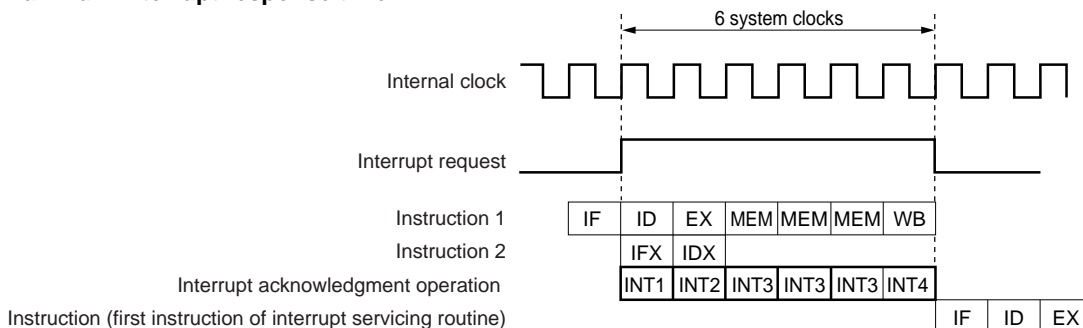 6 system clocks
Internal clock
Interrupt request
Instruction 1 IF ID EX MEM MEM MEM WB
Instruction 2 IFX IDX
Interrupt acknowledgment operation INT1 INT2 INT3 INT3 INT3 INT4
Instruction (first instruction of interrupt servicing routine) IF ID EX